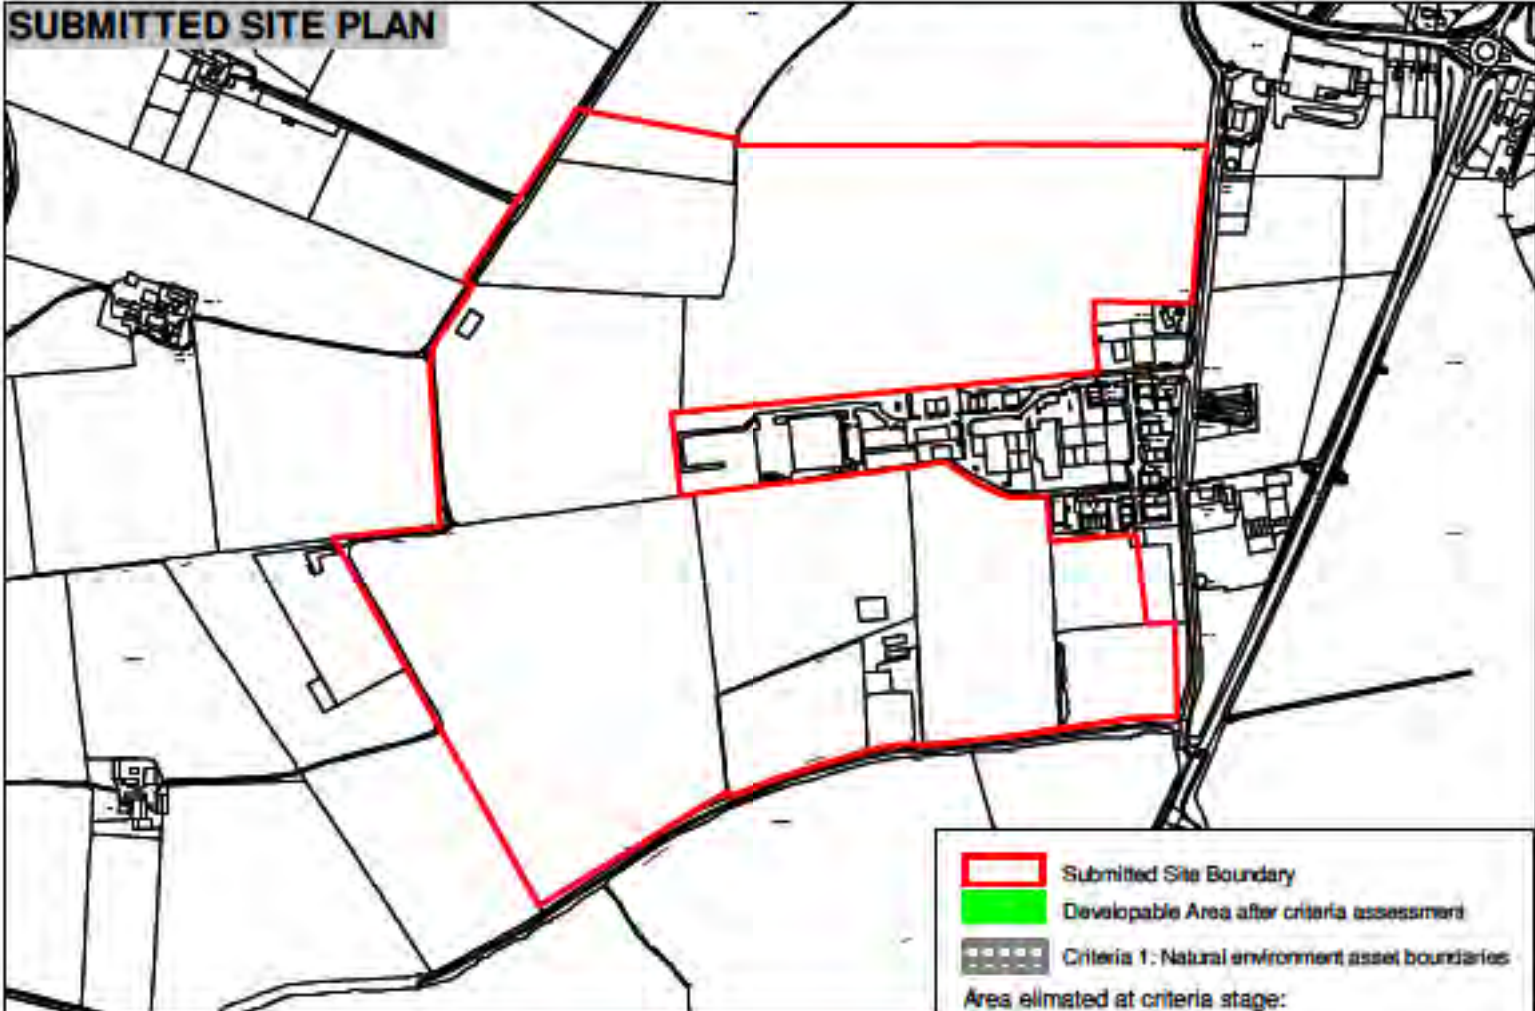 SUBMITTED SITE PLAN
Submitted Site Boundary
Developable Area after criteria assessment
Criteria 1: Natural environment asset boundaries
Area elimated at criteria stage: